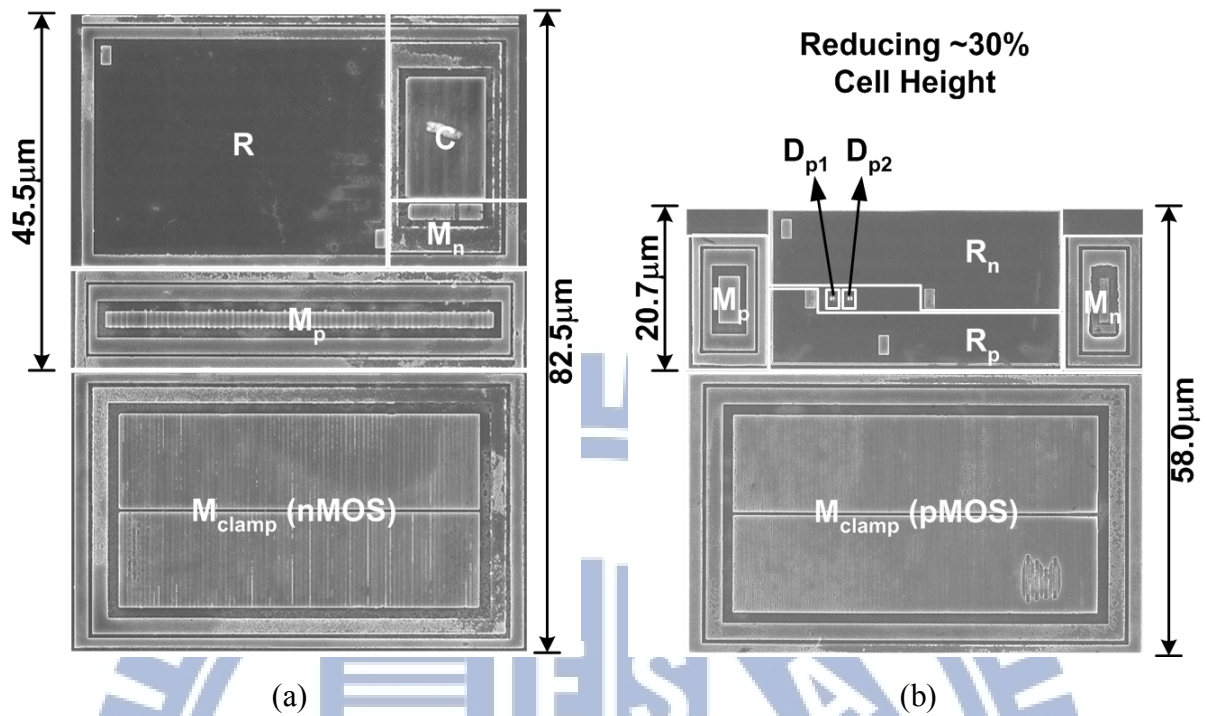 Reducing ~30%
Cell Height
45.5μm
82.5μm
R
C
Mn
Mp
Mclamp (nMOS)
Dp1 Dp2
20.7μm
58.0μm
Mp
Rn
Rp
Mn
Mclamp (pMOS)
E S A
(a) (b)